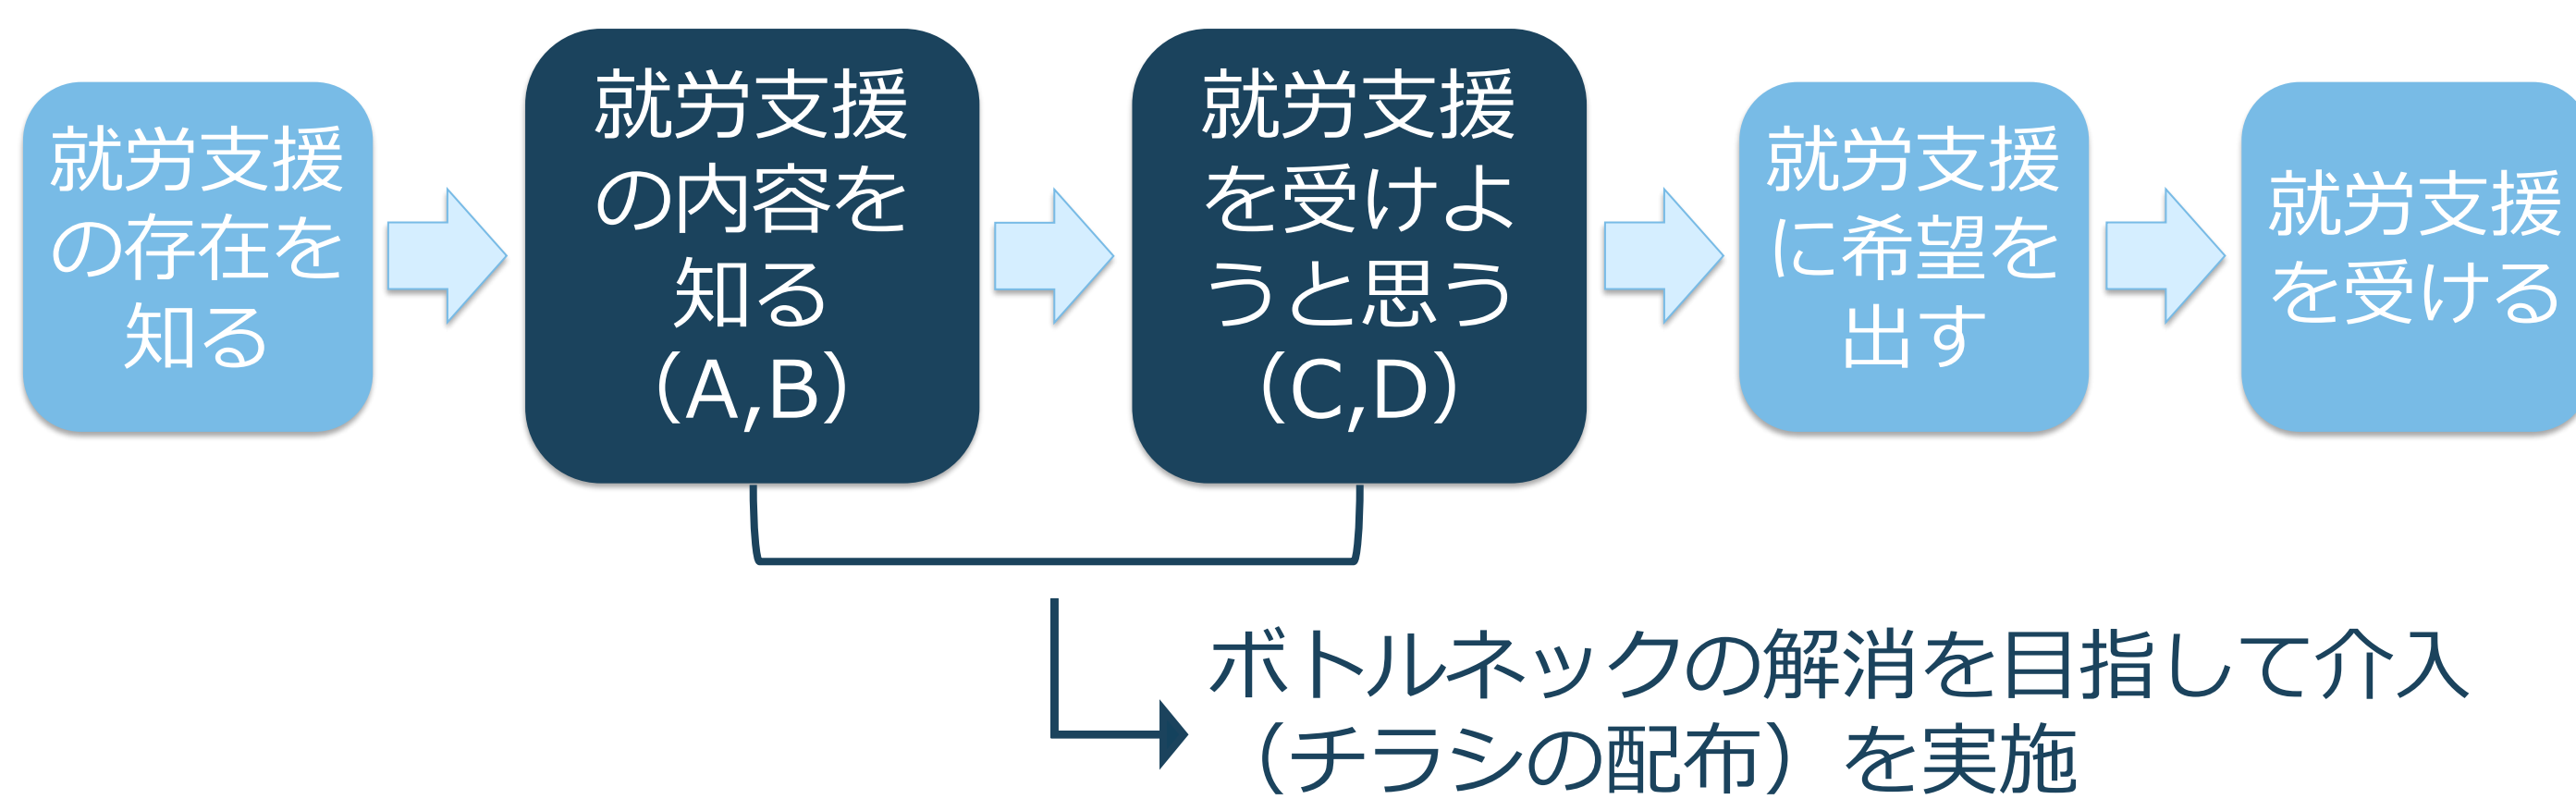 就労支援
の存在を
知る
就労支援
の内容を
知る
（A,B）
就労支援
を受けよ
うと思う
（C,D）
就労支援
に希望を
出す
就労支援
を受ける
ボトルネックの解消を目指して介入
（チラシの配布）を実施